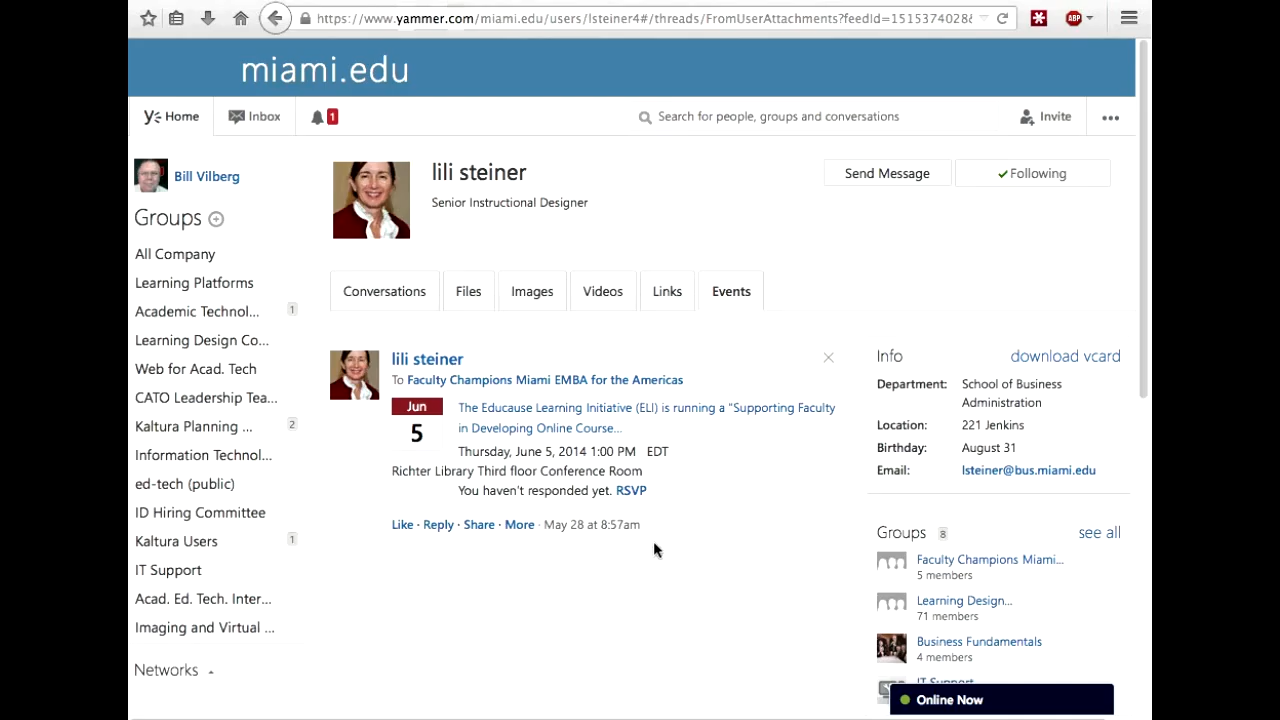 https://www.yammer.com/miami.edu/users/lsteiner4#/threads/FromUserAttachments?feedId=1515374028&
ABP
miami.edu
Home
Inbox
1
Search for people, groups and conversations
Invite
Bill Vilberg
Groups
All Company
Learning Platforms
Academic Technol... 1
Learning Design Co...
Web for Acad. Tech
CATO Leadership Tea...
Kaltura Planning ... 2
Information Technol...
ed-tech (public)
ID Hiring Committee
Kaltura Users 1
IT Support
Acad. Ed. Tech. Inter...
Imaging and Virtual ...
Networks
lili steiner
Senior Instructional Designer
Send Message
Following
Conversations
Files
Images
Videos
Links
Events
lili steiner
To Faculty Champions Miami EMBA for the Americas
Jun
5
The Educause Learning Initiative (ELI) is running a "Supporting Faculty
in Developing Online Course...
Thursday, June 5, 2014 1:00 PM EDT
Richter Library Third floor Conference Room
You haven't responded yet. RSVP
Like · Reply · Share · More · May 28 at 8:57am
Info
download vcard
Department: School of Business
Administration
Location: 221 Jenkins
Birthday: August 31
Email: lsteiner@bus.miami.edu
Groups 8
see all
Faculty Champions Miami...
5 members
Learning Design...
71 members
Business Fundamentals
4 members
IT Support
Online Now